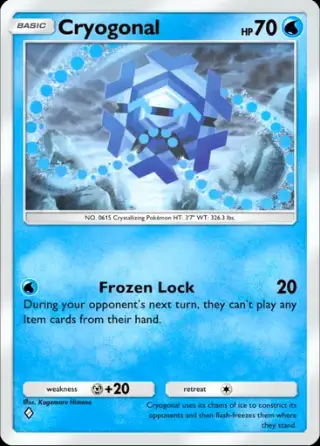 BASIC Cryogonal HP 70
NO. 0615 Crystallizing Pokémon HT: 3'7" WT: 326.3 lbs.
Frozen Lock 20
During your opponent's next turn, they can't play any
Item cards from their hand.
weakness +20 retreat
Illus. Kagemaru Himeno
Cryogonal uses its chains of ice to constrict its
opponents and then flash-freezes them where
they stand.